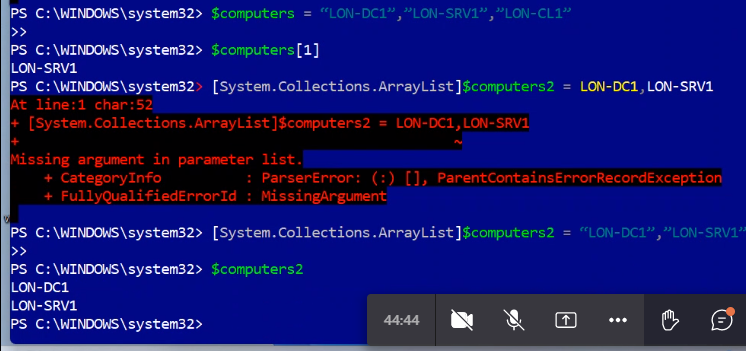 PS C:\WINDOWS\system32> $computers = “LON-DC1”,”LON-SRV1”,”LON-CL1”
>>
PS C:\WINDOWS\system32> $computers[1]
LON-SRV1
PS C:\WINDOWS\system32> [System.Collections.ArrayList]$computers2 = LON-DC1,LON-SRV1
At line:1 char:52
+ [System.Collections.ArrayList]$computers2 = LON-DC1,LON-SRV1
+ ~
Missing argument in parameter list.
+ CategoryInfo : ParserError: (:) [], ParentContainsErrorRecordException
+ FullyQualifiedErrorId : MissingArgument
PS C:\WINDOWS\system32> [System.Collections.ArrayList]$computers2 = “LON-DC1”,”LON-SRV1”
>>
PS C:\WINDOWS\system32> $computers2
LON-DC1
LON-SRV1
PS C:\WINDOWS\system32>
44:44